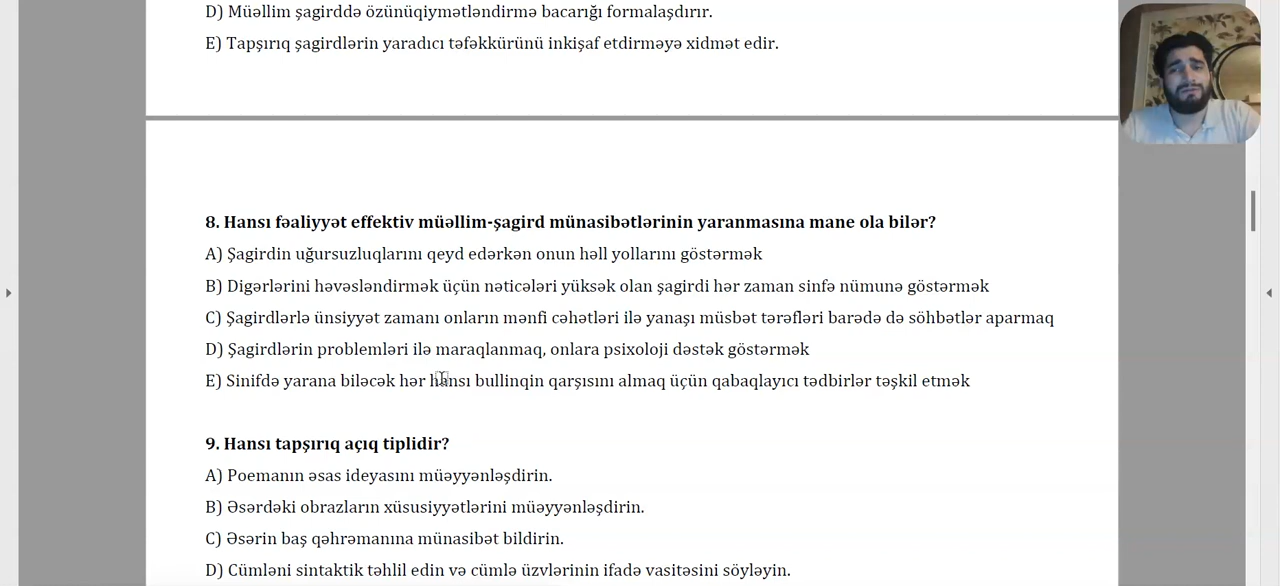 D) Müəllim şagirddə özünüqiymətləndirmə bacarığı formalaşdırır.
E) Tapşırıq şagirdlərin yaradıcı təfəkkürünü inkişaf etdirməyə xidmət edir.
8. Hansı fəaliyyət effektiv müəllim-şagird münasibətlərinin yaranmasına mane ola bilər?
A) Şagirdin uğursuzluqlarını qeyd edərkən onun həll yollarını göstərmək
B) Digərlərini həvəsləndirmək üçün nəticələri yüksək olan şagirdi hər zaman sinfə nümunə göstərmək
C) Şagirdlərlə ünsiyyət zamanı onların mənfi cəhətləri ilə yanaşı müsbət tərəfləri barədə də söhbətlər aparmaq
D) Şagirdlərin problemləri ilə maraqlanmaq, onlara psixoloji dəstək göstərmək
E) Sinifdə yarana biləcək hər hansı bullinqin qarşısını almaq üçün qabaqlayıcı tədbirlər təşkil etmək
9. Hansı tapşırıq açıq tiplidir?
A) Poemanın əsas ideyasını müəyyənləşdirin.
B) Əsərdəki obrazların xüsusiyyətlərini müəyyənləşdirin.
C) Əsərin baş qəhrəmanına münasibət bildirin.
D) Cümləni sintaktik təhlil edin və cümlə üzvlərinin ifadə vasitəsini söyləyin.